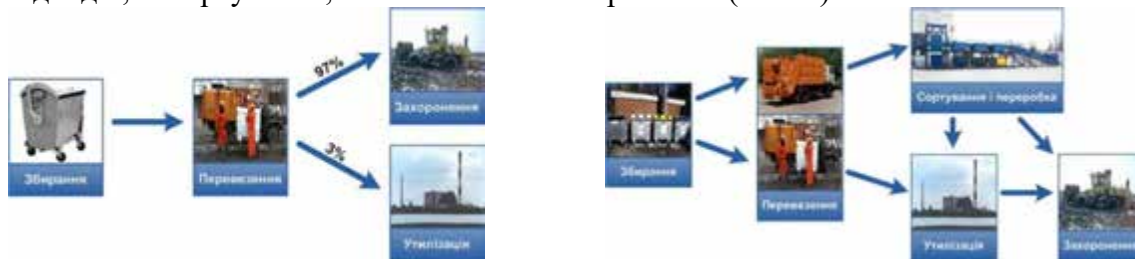 97%
Захоронення
Збирання
Перевезення
3%
Утилізація
Сортування і переробка
Збирання
Перевезення
Утилізація
Захоронення